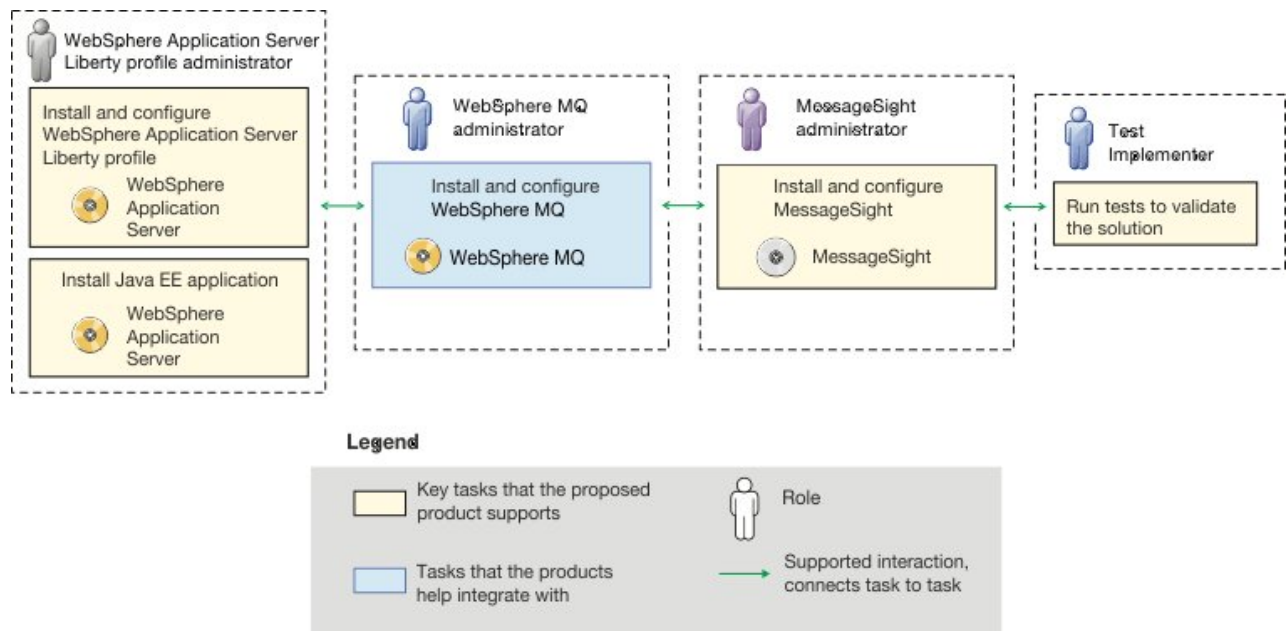 WebSphere Application Server
Liberty profile administrator
Install and configure
WebSphere Application Server
Liberty profile
WebSphere
Application
Server
Install Java EE application
WebSphere
Application
Server
WebSphere MQ
administrator
Install and configure
WebSphere MQ
WebSphere MQ
MessageSight
administrator
Install and configure
MessageSight
MessageSight
Test
Implementer
Run tests to validate
the solution
Legend
Key tasks that the proposed
product supports
Tasks that the products
help integrate with
Role
Supported interaction,
connects task to task